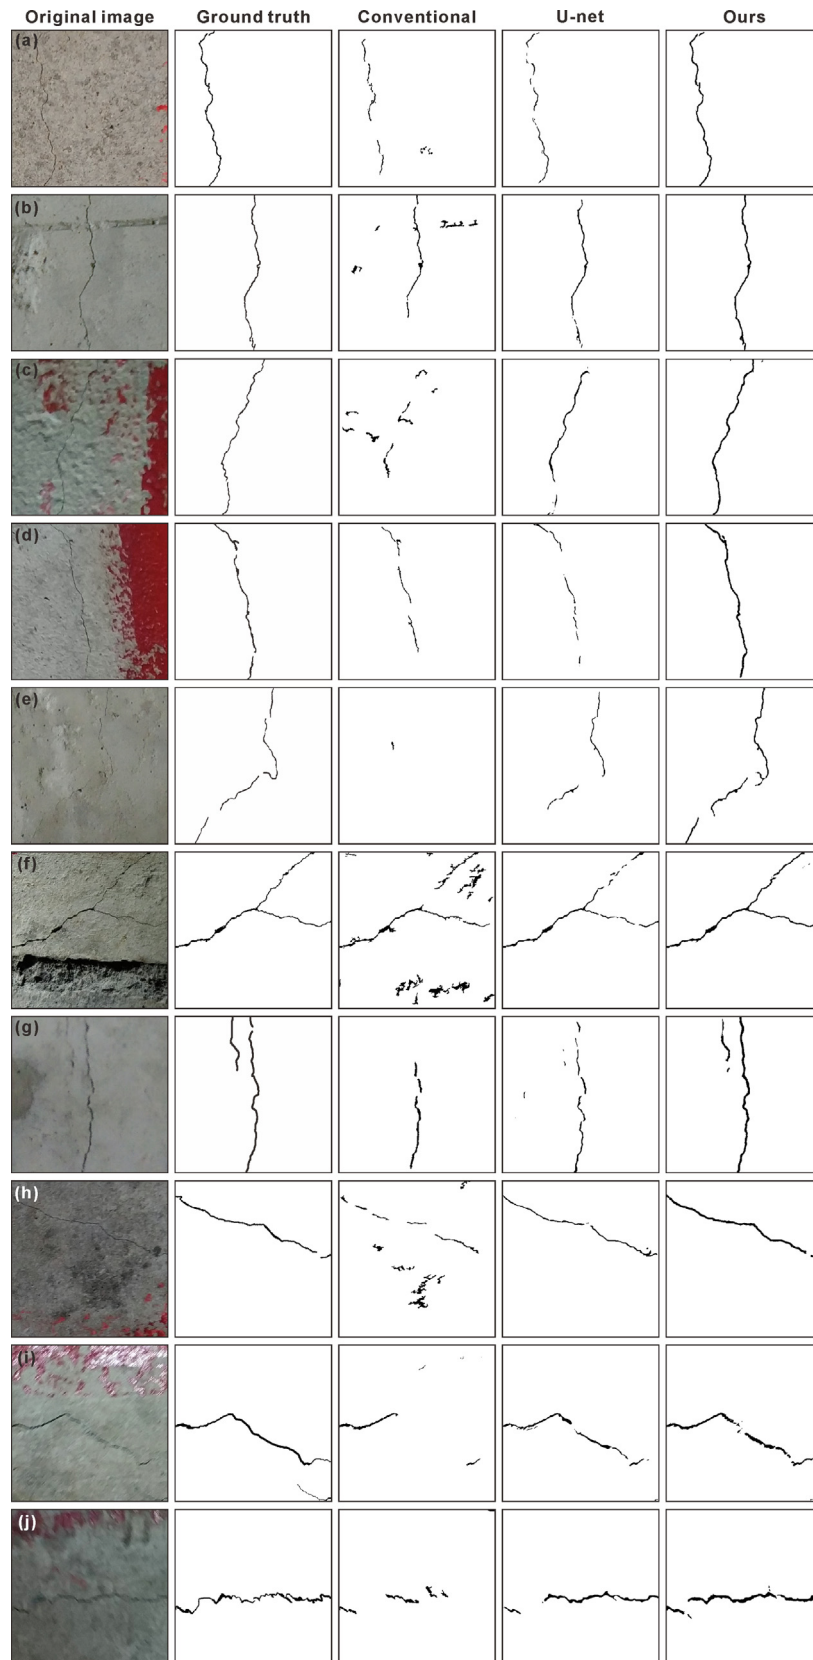 Original image Ground truth Conventional U-net Ours
(a)
(b)
(c)
(d)
(e)
(f)
(g)
(h)
(i)
(j)